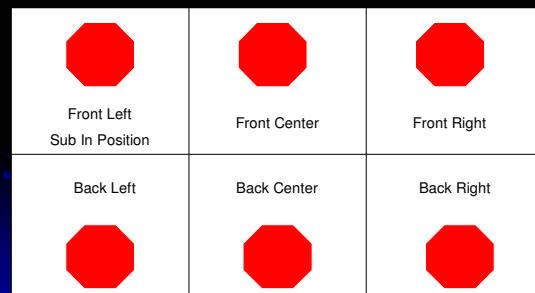 Front Left
Sub In Position
Front Center
Front Right
Back Left
Back Center
Back Right